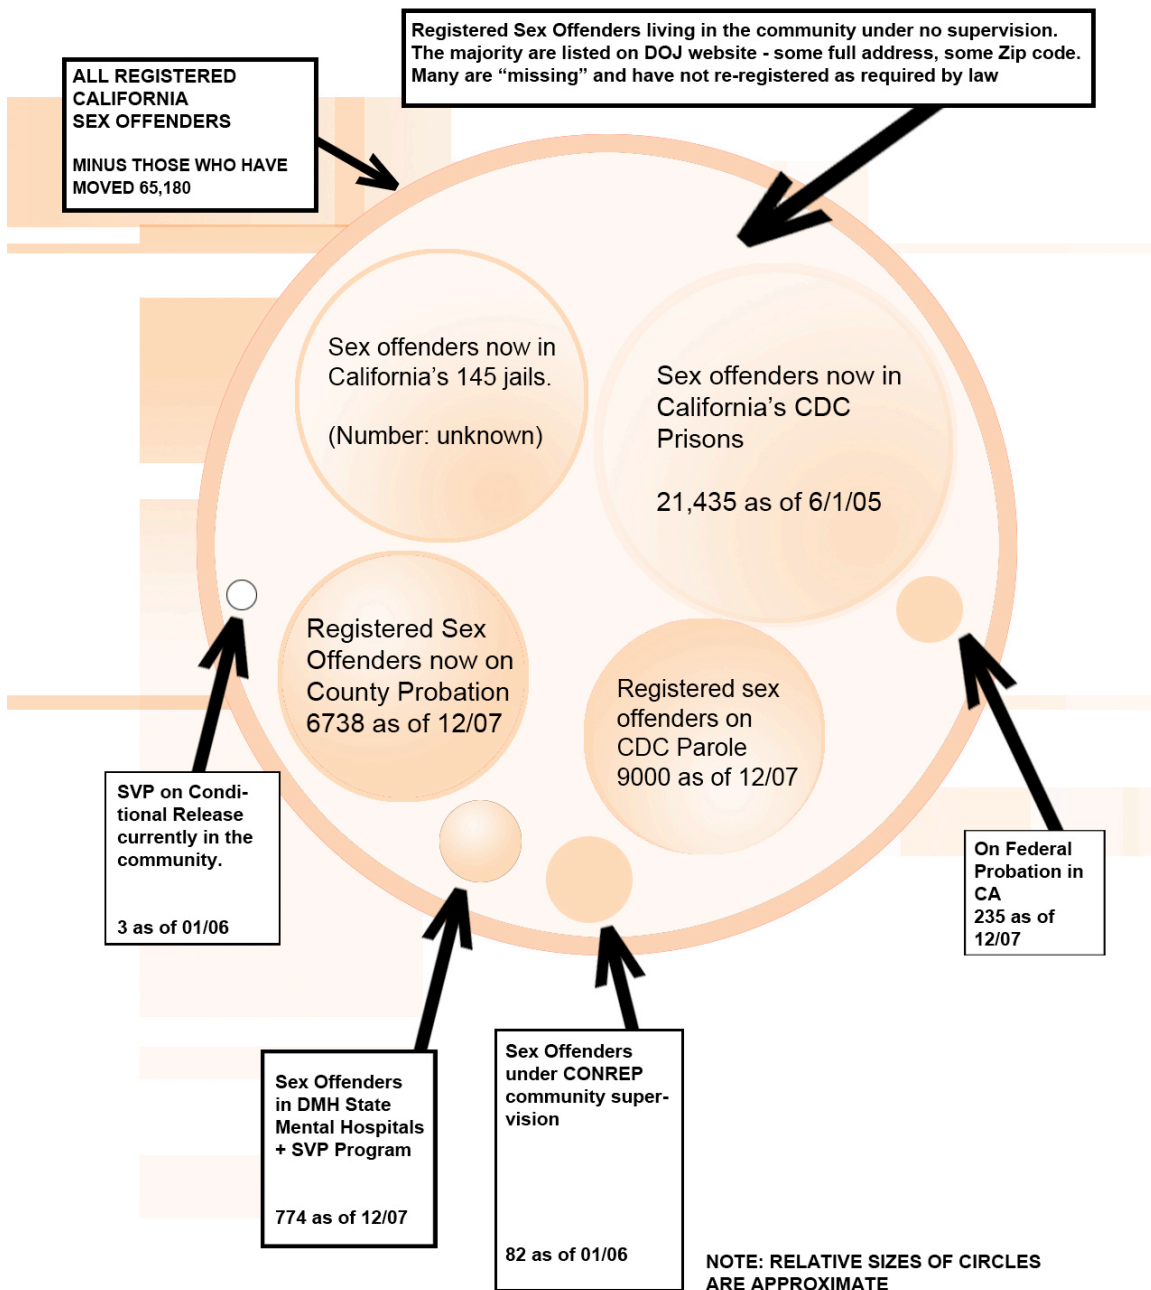 Registered Sex Offenders living in the community under no supervision.
The majority are listed on DOJ website - some full address, some Zip code.
Many are “missing” and have not re-registered as required by law
ALL REGISTERED
CALIFORNIA
SEX OFFENDERS
MINUS THOSE WHO HAVE
MOVED 65,180
Sex offenders now in
California’s 145 jails.
(Number: unknown)
Sex offenders now in
California’s CDC
Prisons
21,435 as of 6/1/05
Registered Sex
Offenders now on
County Probation
6738 as of 12/07
Registered sex
offenders on
CDC Parole
9000 as of 12/07
SVP on Condi-
tional Release
currently in the
community.
3 as of 01/06
On Federal
Probation in
CA
235 as of
12/07
Sex Offenders
in DMH State
Mental Hospitals
+ SVP Program
774 as of 12/07
Sex Offenders
under CONREP
community super-
vision
82 as of 01/06
NOTE: RELATIVE SIZES OF CIRCLES
ARE APPROXIMATE